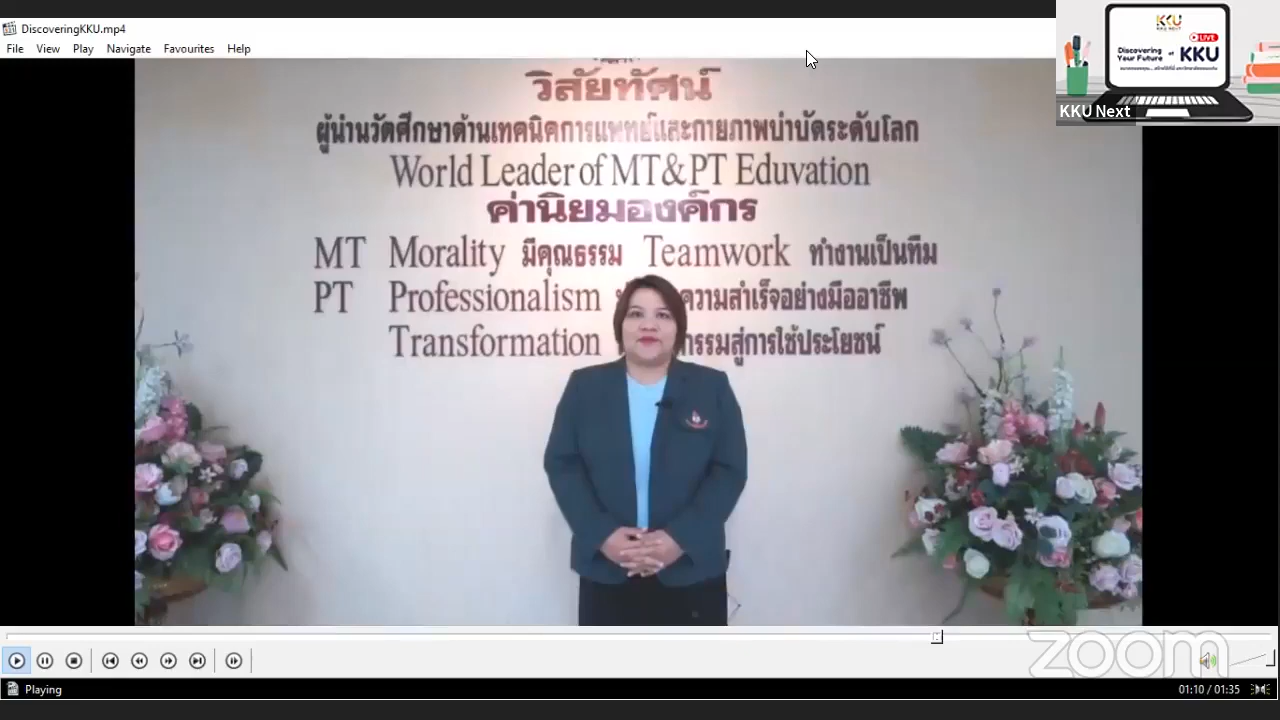 DiscoveringKKU.mp4
File View Play Navigate Favourites Help
KKU
KKU NEXT
LIVE
Discovering
Your Future at KKU
KKU Next
วิสัยทัศน์
ผู้นำนวัตศึกษาด้านเทคนิคการแพทย์และกายภาพบำบัดระดับโลก
World Leader of MT&PT Eduvation
ค่านิยมองค์กร
MT Morality มีคุณธรรม Teamwork ทำงานเป็นทีม
PT Professionalism ความสำเร็จอย่างมืออาชีพ
Transformation กรรมสู่การใช้ประโยชน์
zoom
Playing
01:10 / 01:35